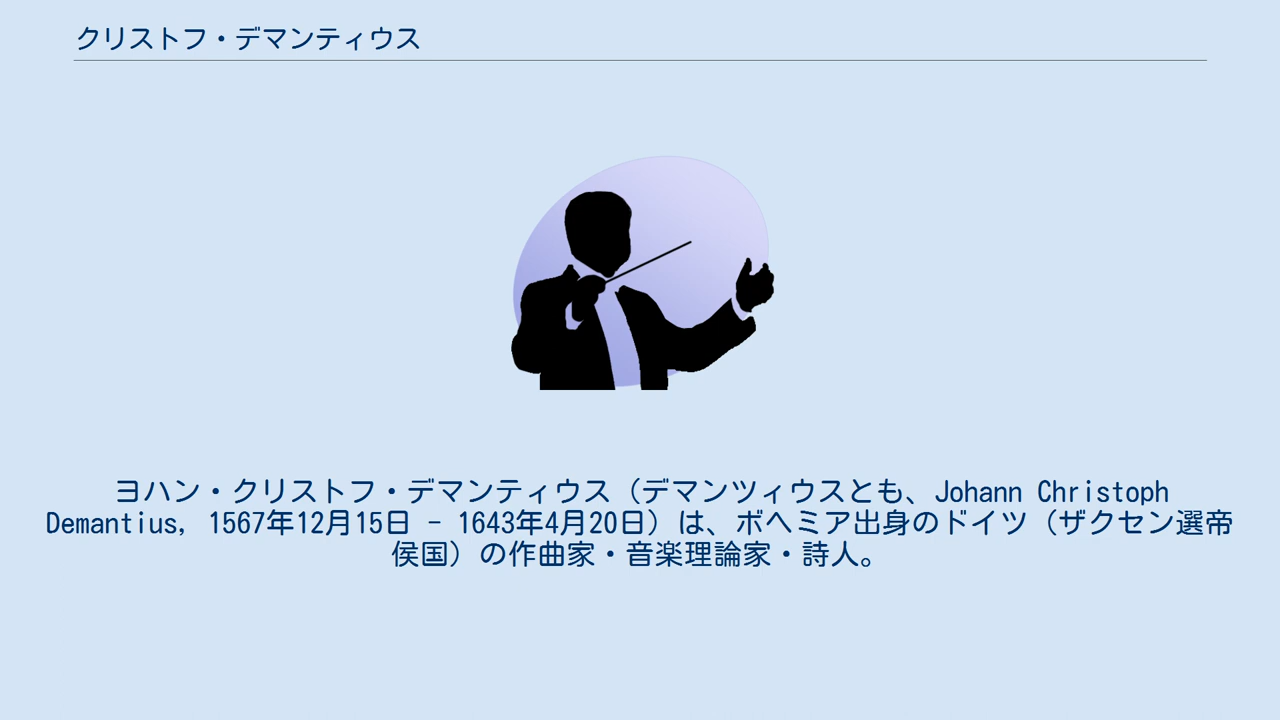 クリストフ・デマンティウス
ヨハン・クリストフ・デマンティウス（デマンツィウスとも、Johann Christoph
Demantius, 1567年12月15日 - 1643年4月20日）は、ボヘミア出身のドイツ（ザクセン選帝
侯国）の作曲家・音楽理論家・詩人。